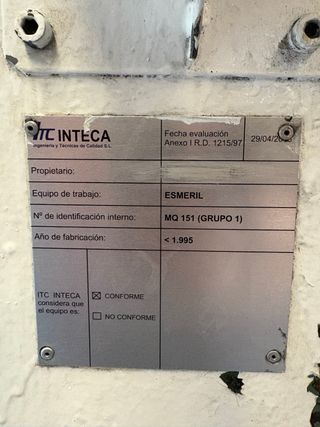 ITC INTECA
Ingeniería y Técnicas de Calidad S.L.
Fecha evaluación
Anexo I R.D. 1215/97
Propietario:
Equipo de trabajo:
ESMERIL
Nº de identificación interno:
MQ 151 (GRUPO 1)
Año de fabricación:
< 1.995
ITC INTECA
considera que
el equipo es:
CONFORME
NO CONFORME